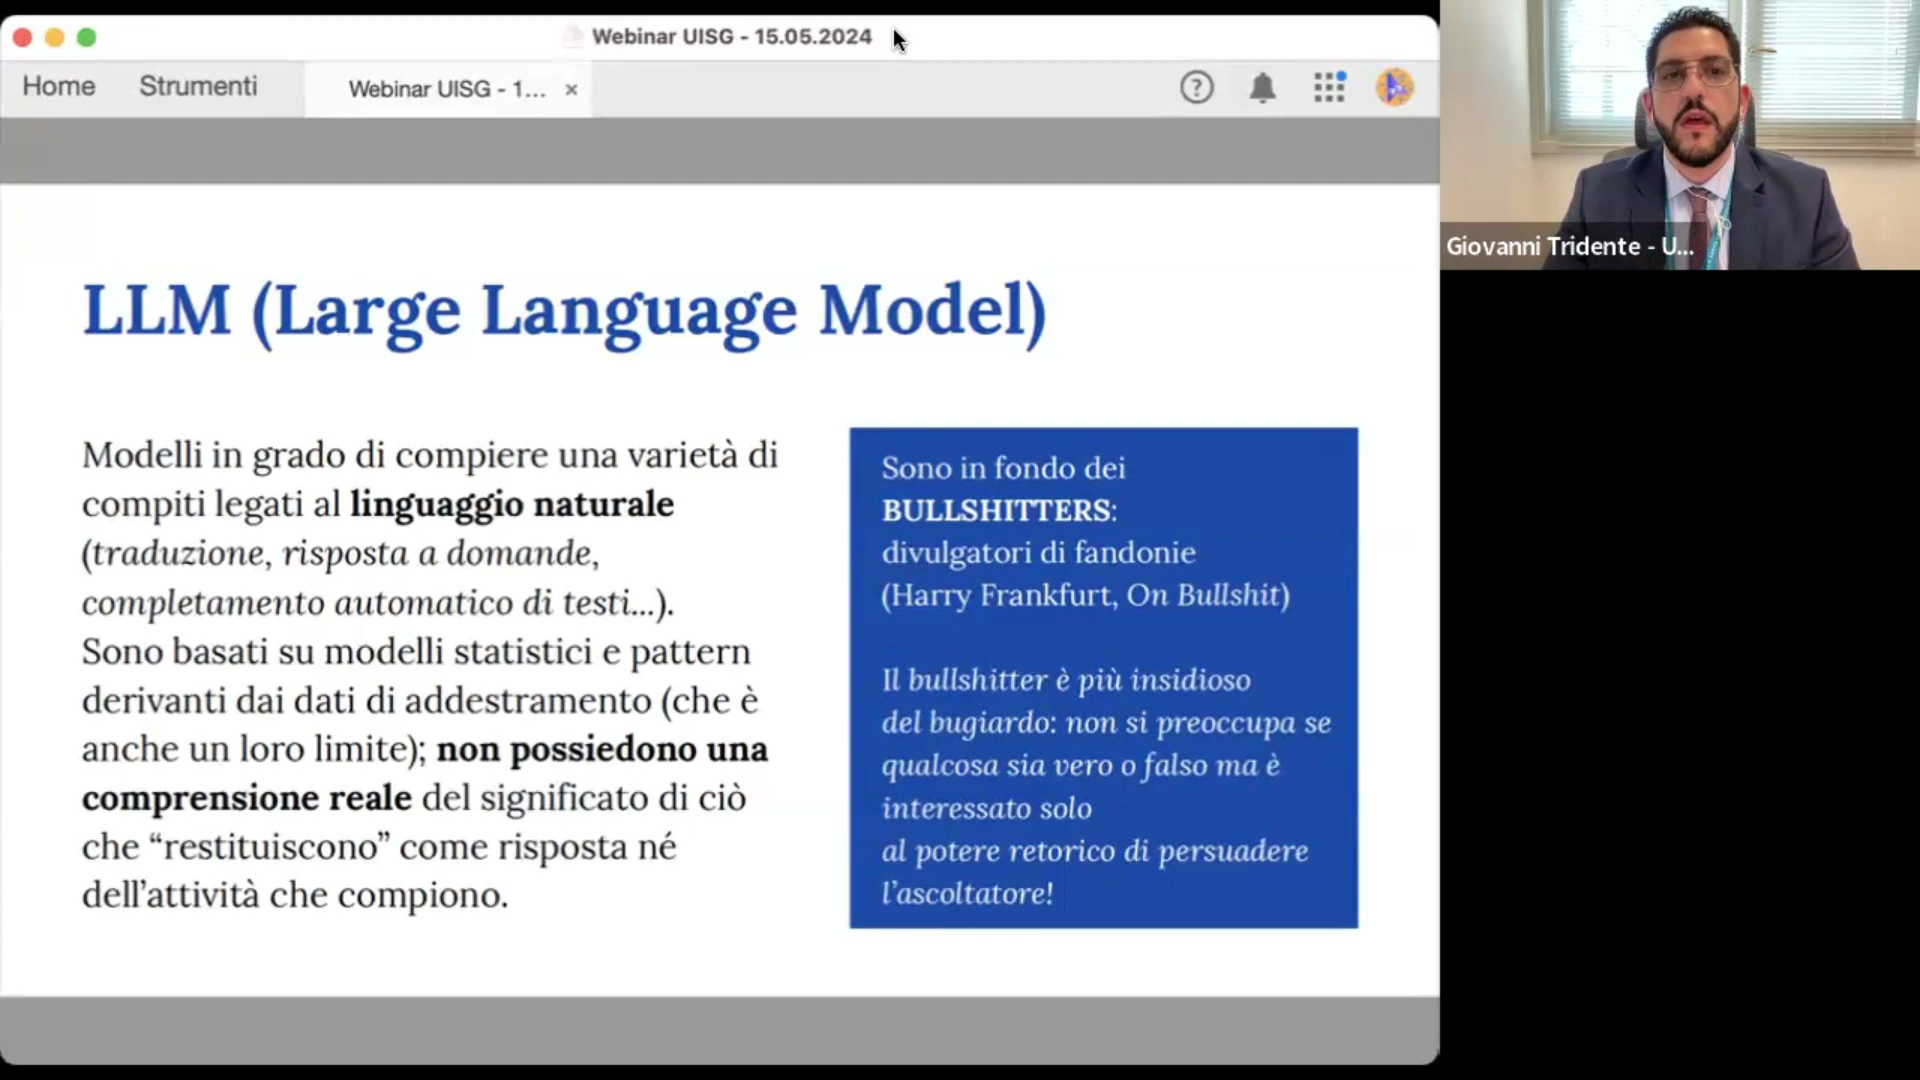 Webinar UISG - 15.05.2024
Home
Strumenti
Webinar UISG - 1... ×
Giovanni Tridente - U...
LLM (Large Language Model)
Modelli in grado di compiere una varietà di
compiti legati al linguaggio naturale
(traduzione, risposta a domande,
completamento automatico di testi...).
Sono basati su modelli statistici e pattern
derivanti dai dati di addestramento (che è
anche un loro limite); non possiedono una
comprensione reale del significato di ciò
che “restituiscono” come risposta né
dell’attività che compiono.
Sono in fondo dei
BULLSHITTERS:
divulgatori di fandonie
(Harry Frankfurt, On Bullshit)
Il bullshitter è più insidioso
del bugiardo: non si preoccupa se
qualcosa sia vero o falso ma è
interessato solo
al potere retorico di persuadere
l’ascoltatore!